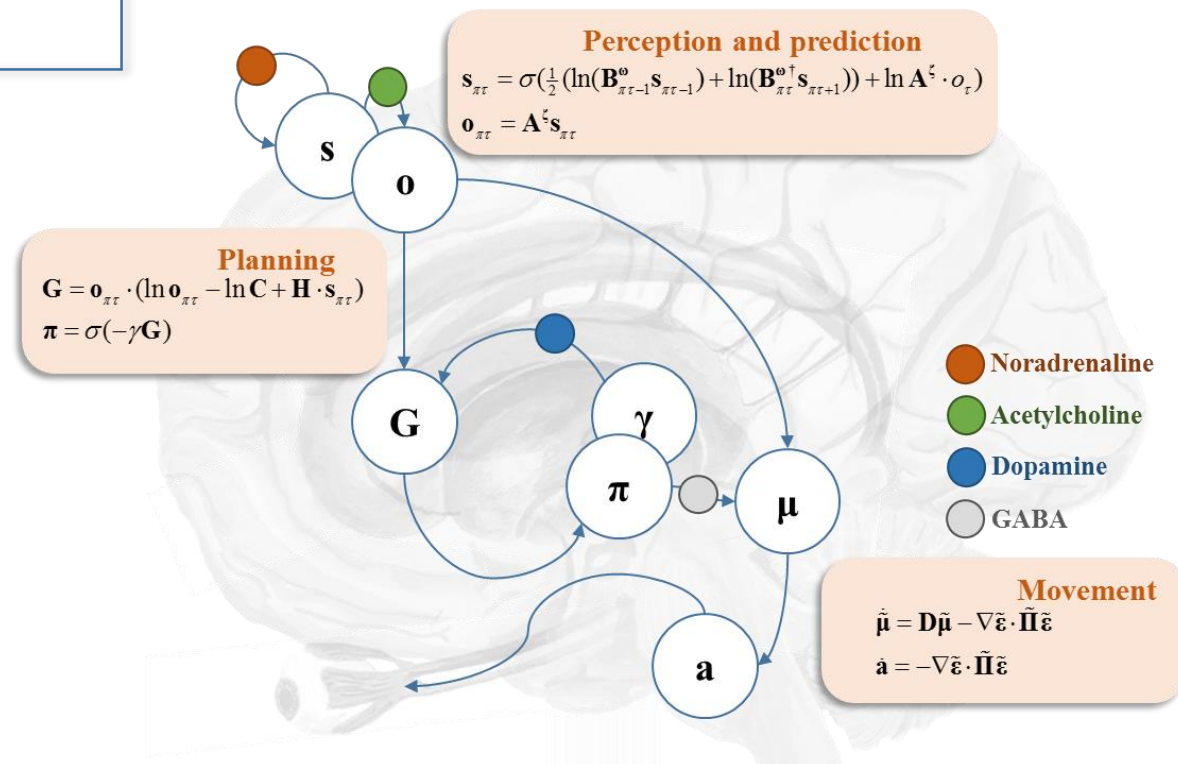 Perception and prediction
𝐬_πτ = σ(½(ln(𝐁^ω_πτ−1 𝐬_πτ−1) + ln(𝐁^ω†_πτ 𝐬_πτ+1)) + ln 𝐀^ζ · o_τ)
𝐨_πτ = 𝐀^ζ 𝐬_πτ
s
o
Planning
𝐆 = 𝐨_πτ · (ln 𝐨_πτ − ln 𝐂 + 𝐇 · 𝐬_πτ)
π = σ(−γ𝐆)
Noradrenaline
Acetylcholine
Dopamine
GABA
G
γ
π
μ
a
Movement
μ̃̇ = Dμ̃ − ∇ε̃ · Π̃ε̃
ȧ = −∇ε̃ · Π̃ε̃